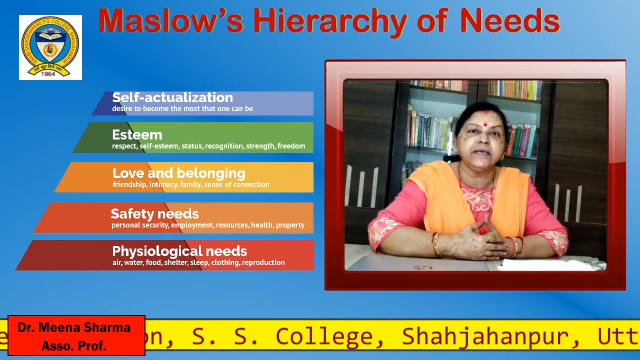 Maslow's Hierarchy of Needs
1964
Self-actualization
desire to become the most that one can be
Esteem
respect, self-esteem, status, recognition, strength, freedom
Love and belonging
friendship, intimacy, family, sense of connection
Safety needs
personal security, employment, resources, health, property
Physiological needs
air, water, food, shelter, sleep, clothing, reproduction
Dr. Meena Sharma
Asso. Prof.
on, S. S. College, Shahjahanpur, Utt